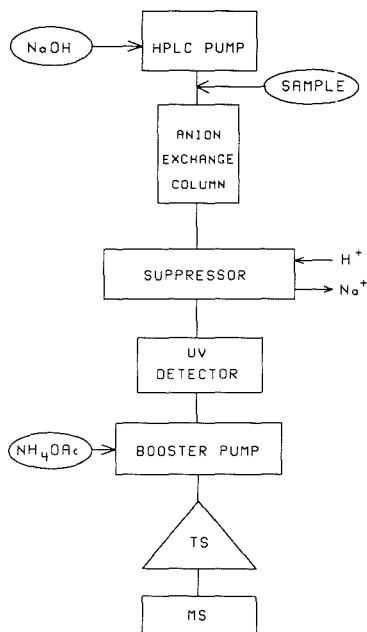 NaOH
HPLC PUMP
SAMPLE
ANION
EXCHANGE
COLUMN
SUPPRESSOR
H⁺
Na⁺
UV
DETECTOR
NH₄OAc
BOOSTER PUMP
TS
MS